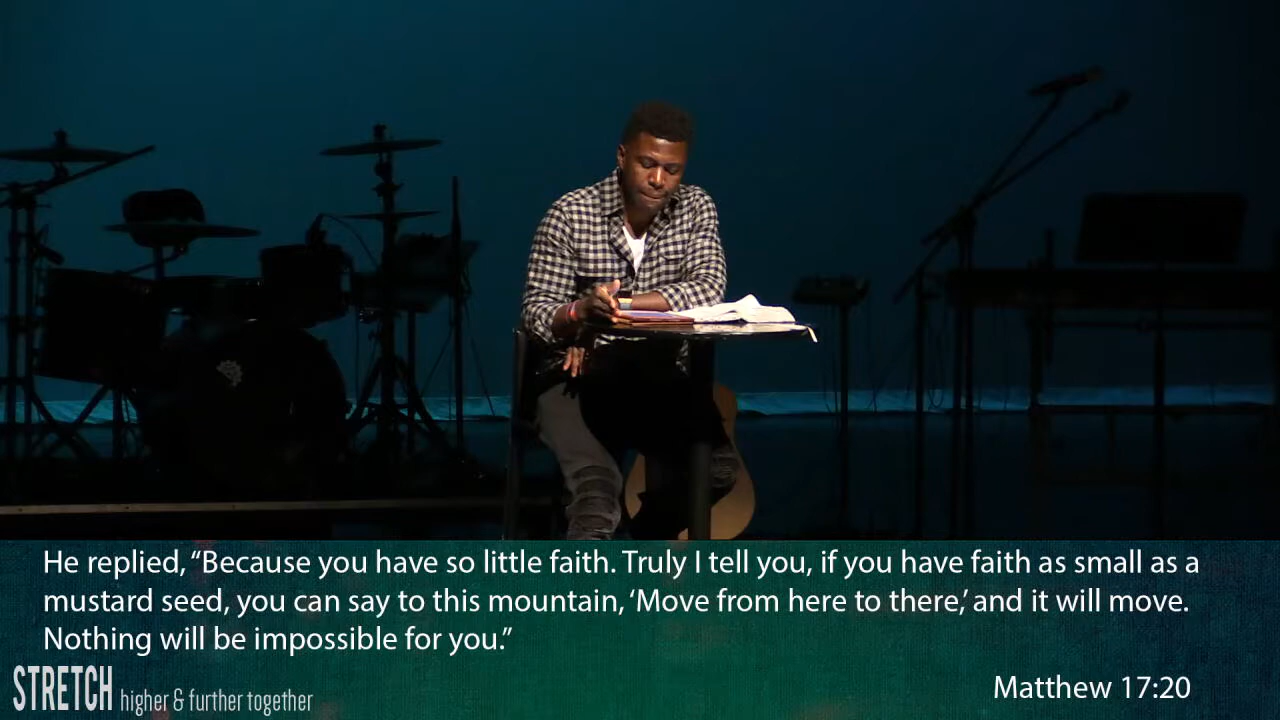 He replied, “Because you have so little faith. Truly I tell you, if you have faith as small as a
mustard seed, you can say to this mountain, ‘Move from here to there,’ and it will move.
Nothing will be impossible for you.”
STRETCH higher & further together
Matthew 17:20